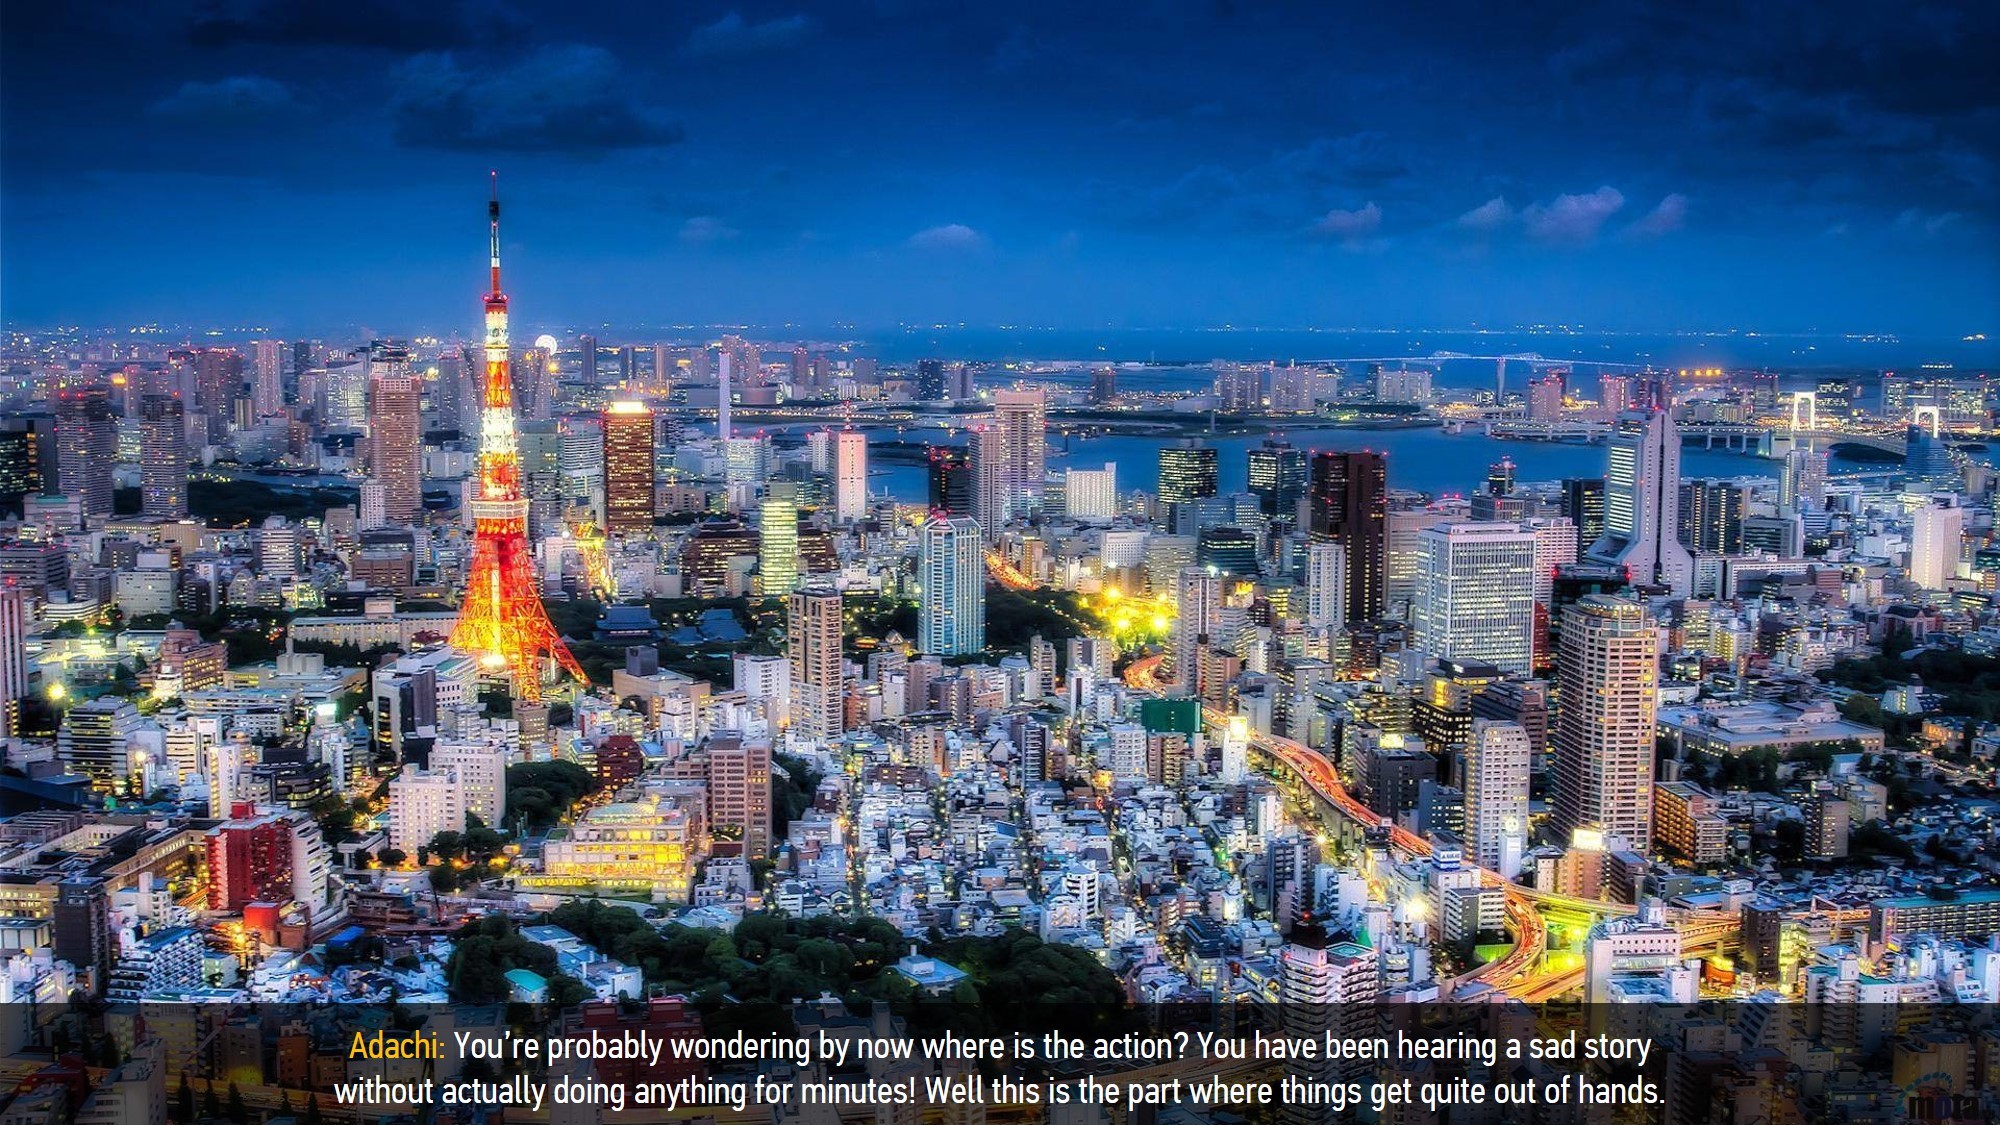 Adachi: You’re probably wondering by now where is the action? You have been hearing a sad story
without actually doing anything for minutes! Well this is the part where things get quite out of hands.